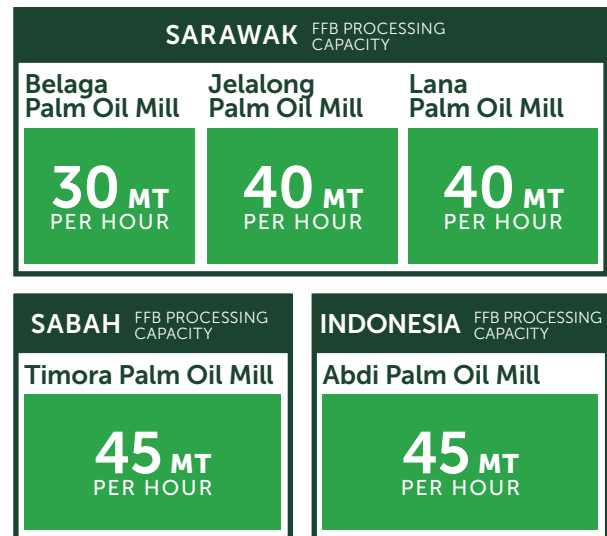 SARAWAK FFB PROCESSING
CAPACITY
Belaga
Palm Oil Mill
30 MT
PER HOUR
Jelalong
Palm Oil Mill
40 MT
PER HOUR
Lana
Palm Oil Mill
40 MT
PER HOUR
SABAH FFB PROCESSING
CAPACITY
Timora Palm Oil Mill
45 MT
PER HOUR
INDONESIA FFB PROCESSING
CAPACITY
Abdi Palm Oil Mill
45 MT
PER HOUR